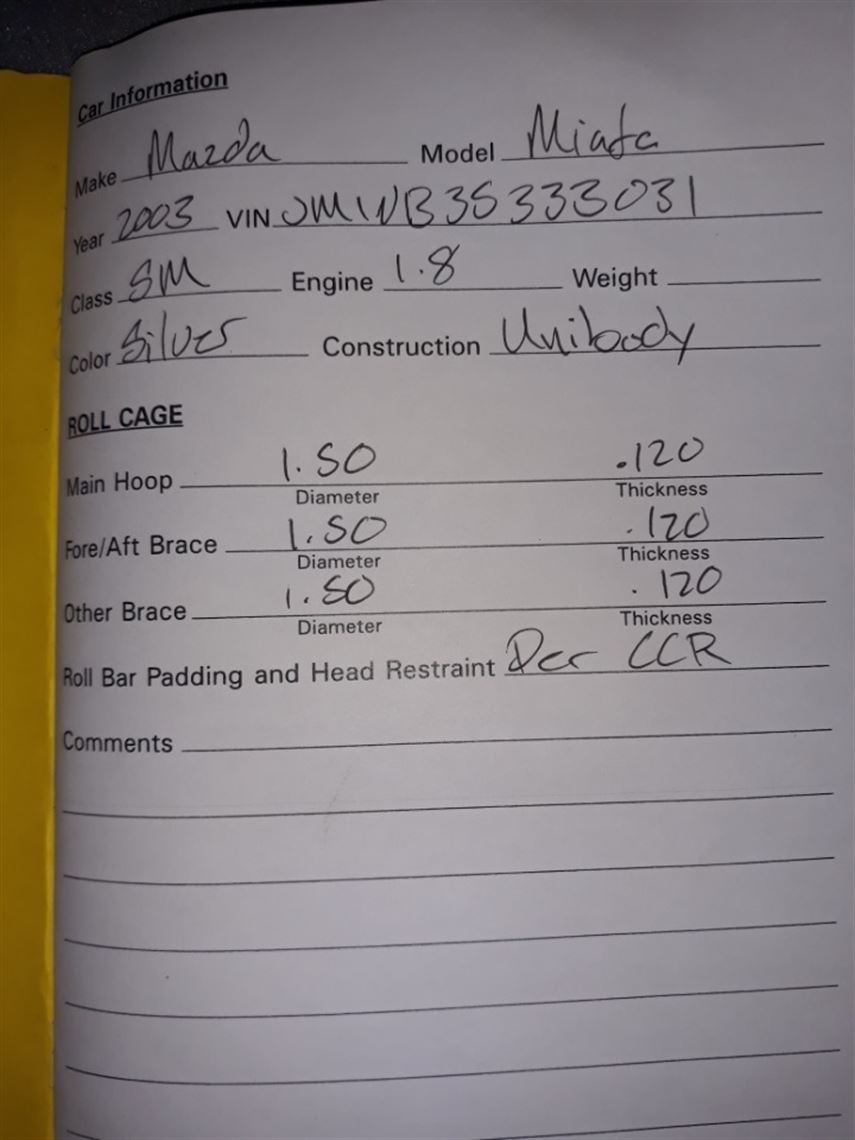 Car Information
Make Mazda Model Miata
Year 2003 VIN JM1NB35333031
Class SM Engine 1.8 Weight
Color Silver Construction Unibody
ROLL CAGE
Main Hoop 1.50 .120
Diameter Thickness
Fore/Aft Brace 1.50 .120
Diameter Thickness
Other Brace 1.50 .120
Diameter Thickness
Roll Bar Padding and Head Restraint Per CCR
Comments